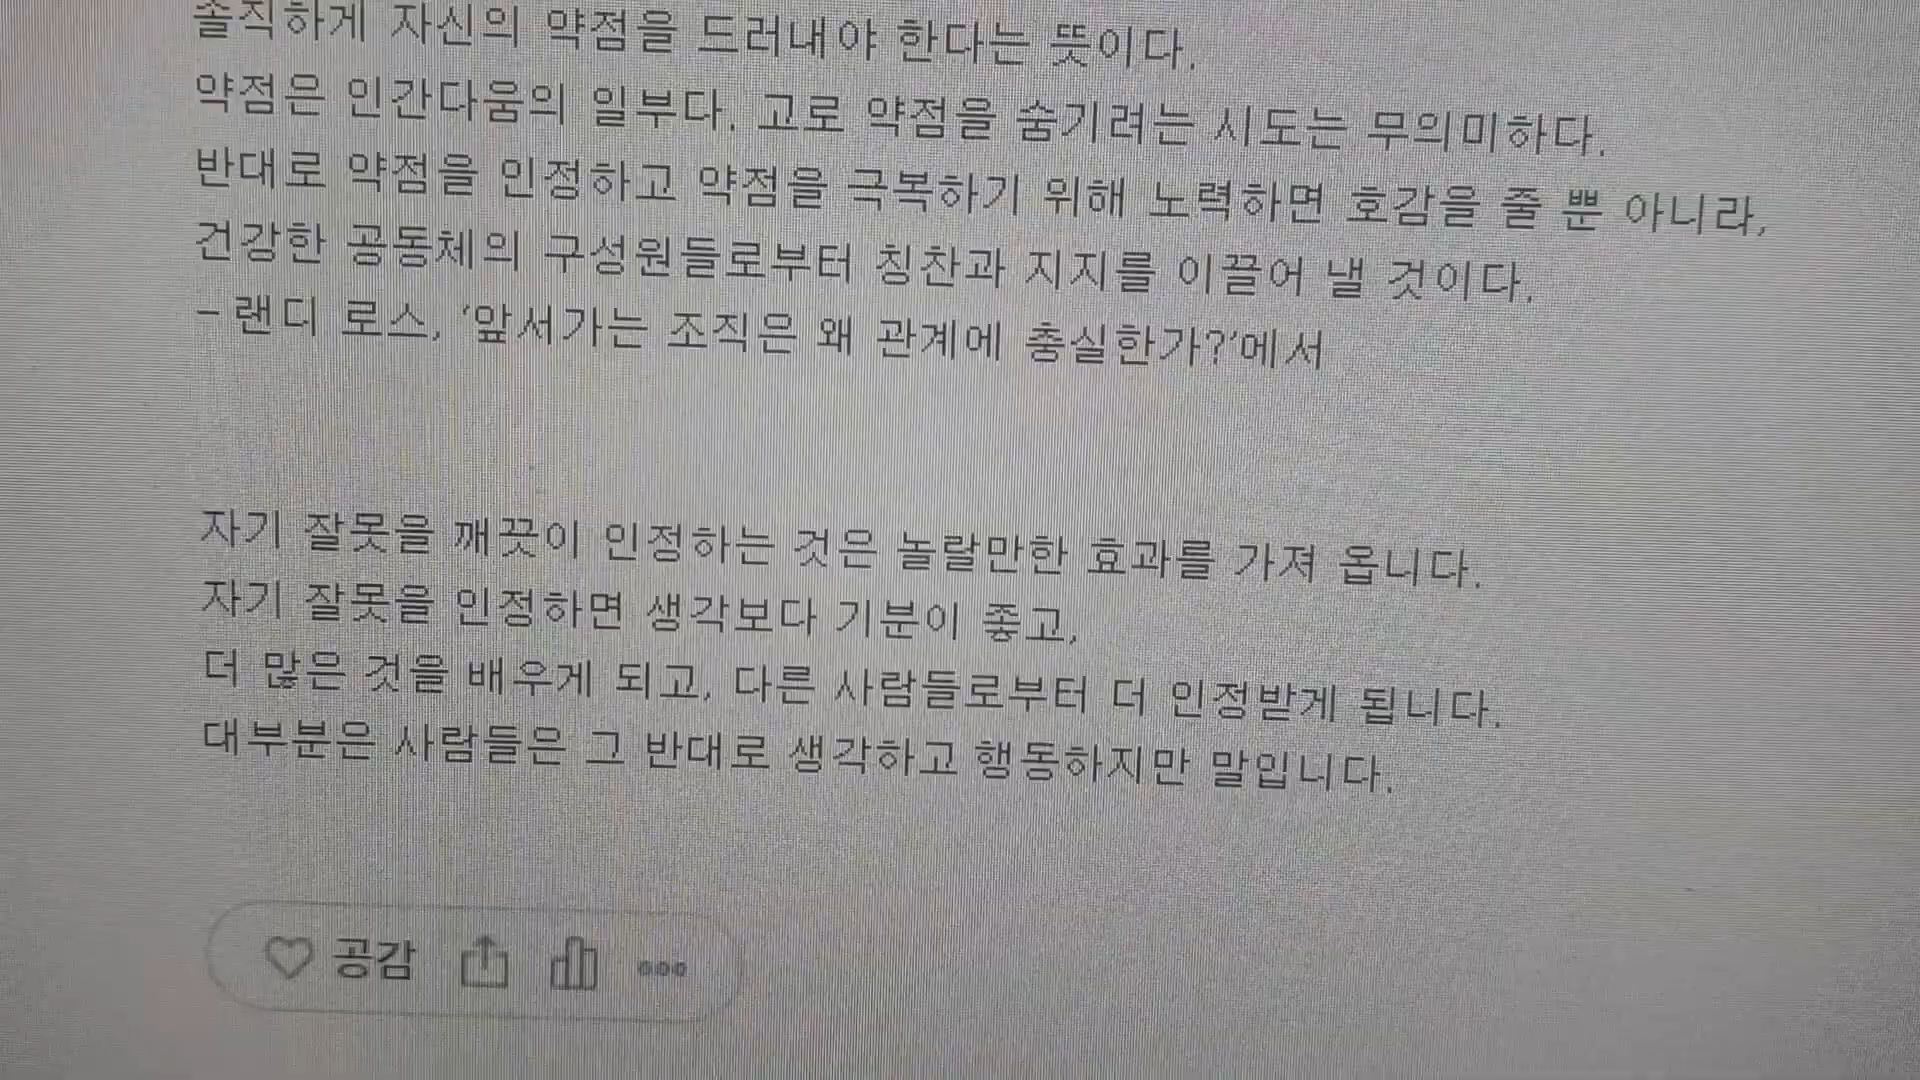 솔직하게 자신의 약점을 드러내야 한다는 뜻이다.
약점은 인간다움의 일부다. 고로 약점을 숨기려는 시도는 무의미하다.
반대로 약점을 인정하고 약점을 극복하기 위해 노력하면 호감을 줄 뿐 아니라,
건강한 공동체의 구성원들로부터 칭찬과 지지를 이끌어 낼 것이다.
- 랜디 로스, ‘앞서가는 조직은 왜 관계에 충실한가?’에서
자기 잘못을 깨끗이 인정하는 것은 놀랄만한 효과를 가져 옵니다.
자기 잘못을 인정하면 생각보다 기분이 좋고,
더 많은 것을 배우게 되고, 다른 사람들로부터 더 인정받게 됩니다.
대부분은 사람들은 그 반대로 생각하고 행동하지만 말입니다.
공감